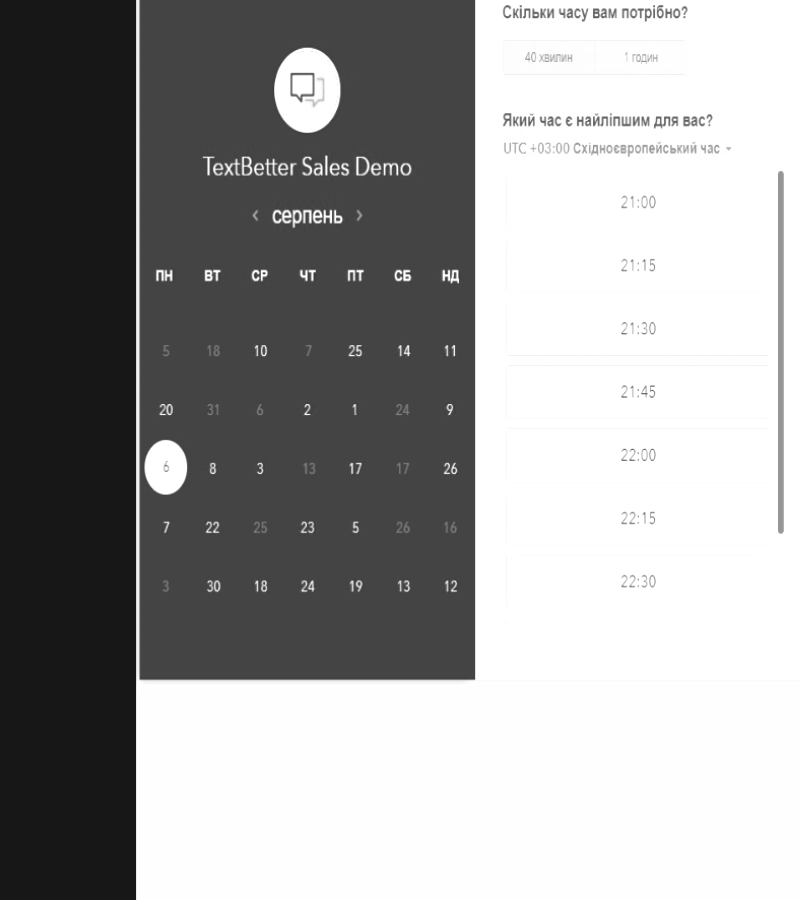 TextBetter Sales Demo
‹ серпень ›
ПН ВТ СР ЧТ ПТ СБ НД
5 18 10 7 25 14 11
20 31 6 2 1 24 9
6 8 3 13 17 17 26
7 22 25 23 5 26 16
3 30 18 24 19 13 12
Скільки часу вам потрібно?
40 хвилин 1 годин
Який час є найліпшим для вас?
UTC +03:00 Східноєвропейський час
21:00
21:15
21:30
21:45
22:00
22:15
22:30